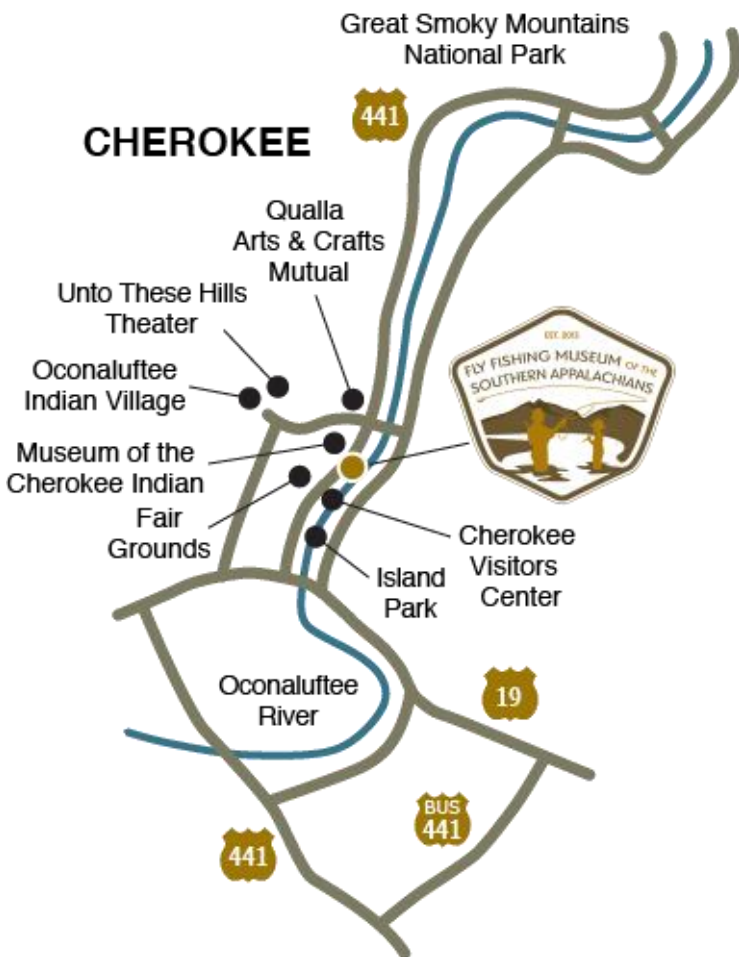 Great Smoky Mountains
National Park
441
CHEROKEE
Qualla
Arts & Crafts
Mutual
Unto These Hills
Theater
EST. 2015
FLY FISHING MUSEUM OF THE
SOUTHERN APPALACHIANS
Oconaluftee
Indian Village
Museum of the
Cherokee Indian
Fair
Grounds
Cherokee
Visitors
Center
Island
Park
Oconaluftee
River
19
BUS
441
441